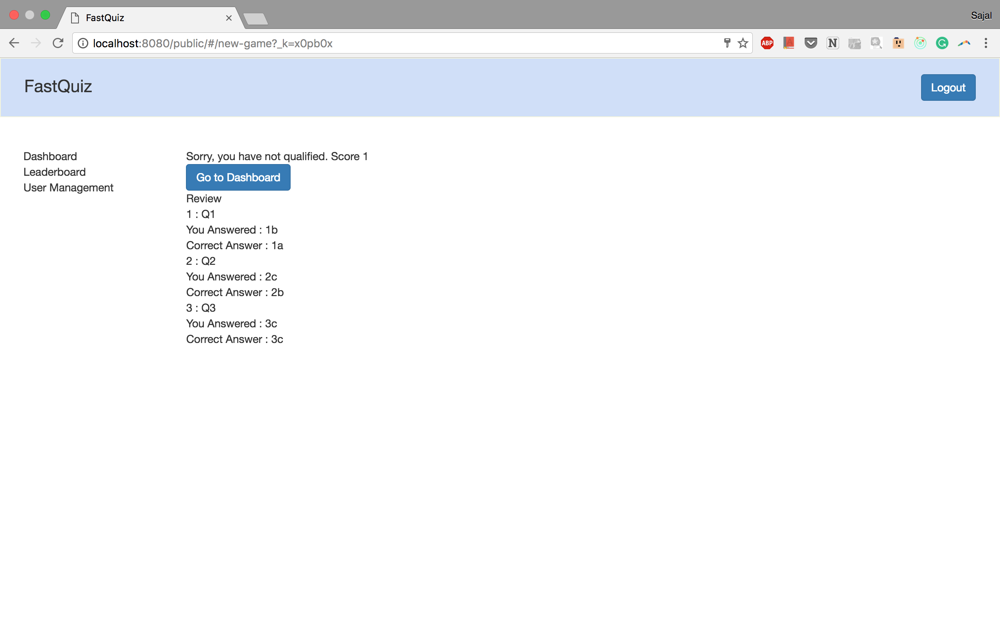 FastQuiz
Sajal
localhost:8080/public/#/new-game?_k=x0pb0x
ABP
A
N
G
FastQuiz
Logout
Dashboard
Leaderboard
User Management
Sorry, you have not qualified. Score 1
Go to Dashboard
Review
1 : Q1
You Answered : 1b
Correct Answer : 1a
2 : Q2
You Answered : 2c
Correct Answer : 2b
3 : Q3
You Answered : 3c
Correct Answer : 3c